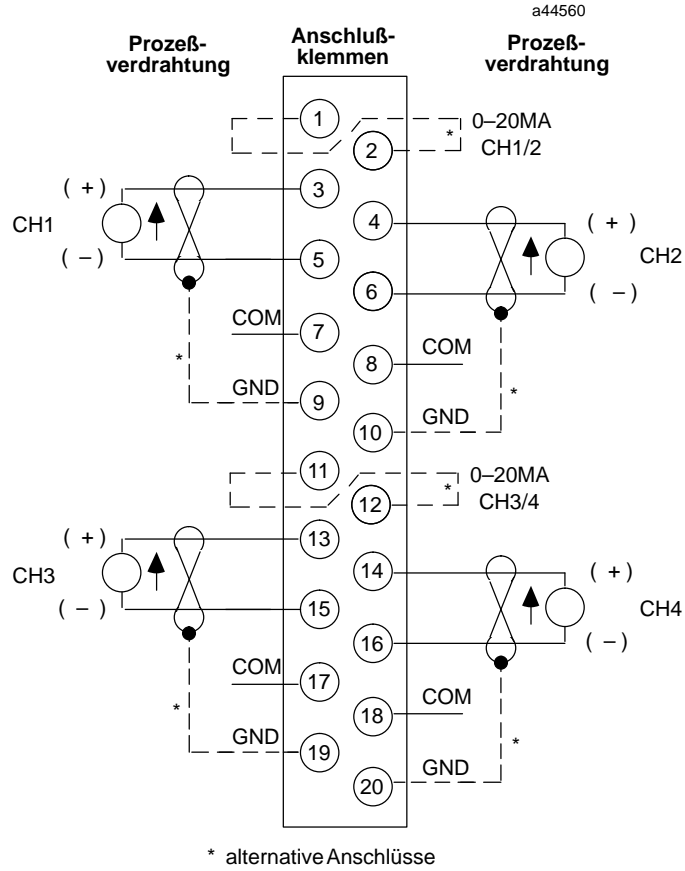 a44560
Prozeß-
verdrahtung
Anschluß-
klemmen
Prozeß-
verdrahtung
1
* 0–20MA
2
CH1/2
3
( + )
4
( + )
CH1
CH2
( – )
5
6
( – )
COM
7
COM
8
*
GND
9
*
GND
10
11
* 0–20MA
12
CH3/4
13
( + )
14
( + )
CH3
CH4
( – )
15
16
( – )
COM
17
COM
18
*
GND
19
*
GND
20
* alternative Anschlüsse